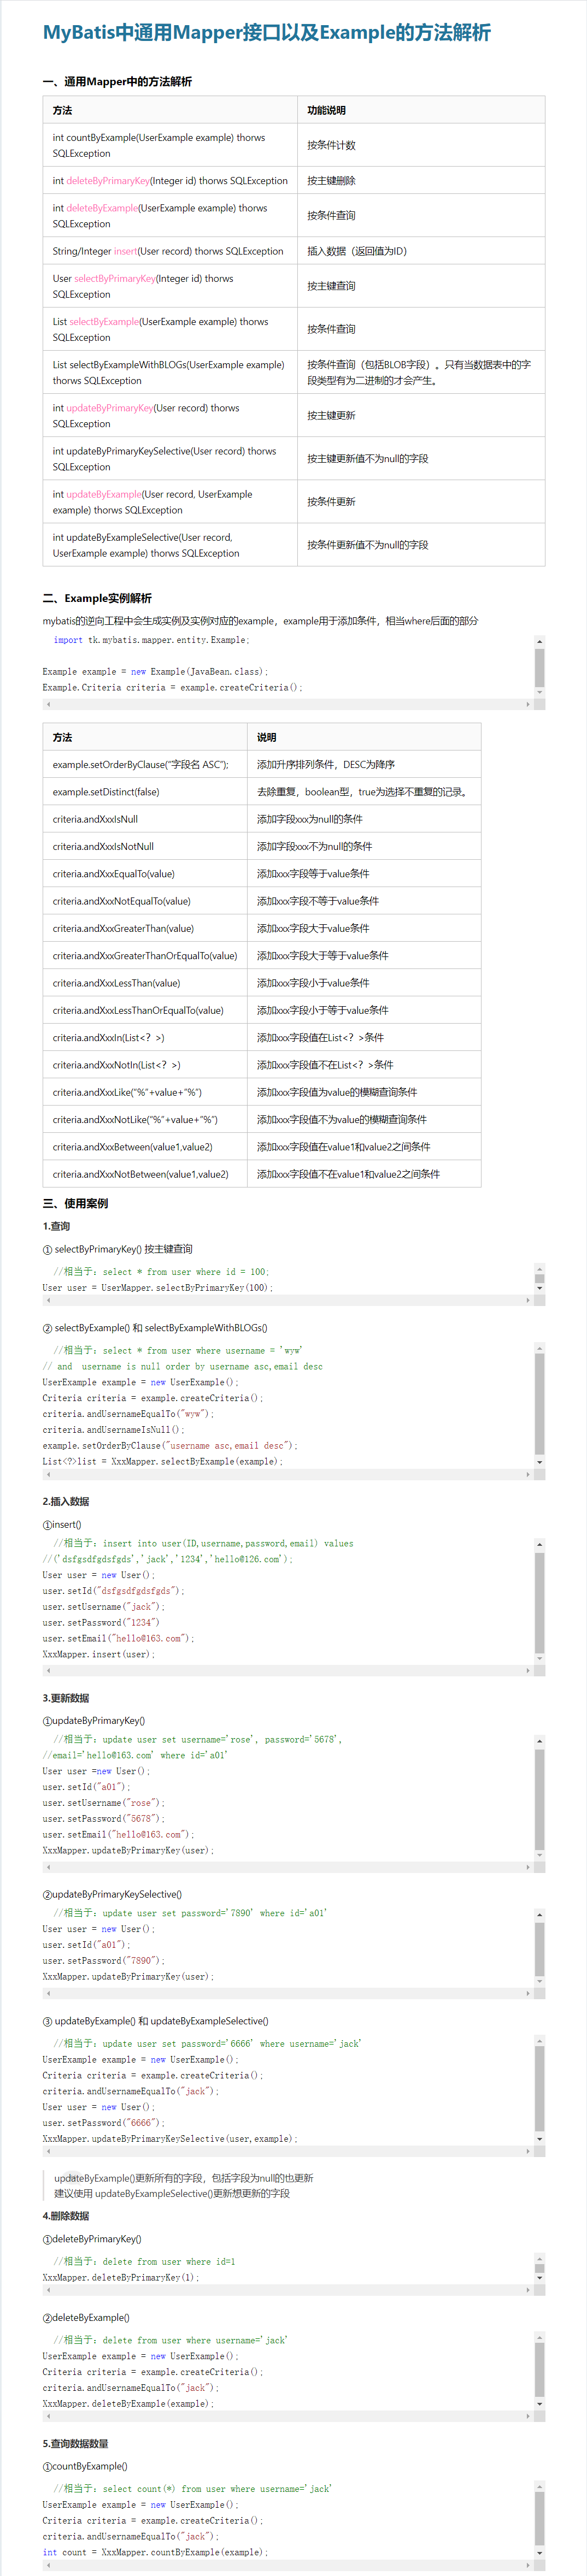 MyBatis中通用Mapper接口以及Example的方法解析
一、通用Mapper中的方法解析
方法 功能说明
int countByExample(UserExample example) thorws
SQLException
按条件计数
int deleteByPrimaryKey(Integer id) thorws SQLException 按主键删除
int deleteByExample(UserExample example) thorws
SQLException
按条件查询
String/Integer insert(User record) thorws SQLException 插入数据（返回值为ID）
User selectByPrimaryKey(Integer id) thorws
SQLException
按主键查询
List selectByExample(UserExample example) thorws
SQLException
按条件查询
List selectByExampleWithBLOGs(UserExample example)
thorws SQLException
按条件查询（包括BLOB字段）。只有当数据表中的字
段类型有为二进制的才会产生。
int updateByPrimaryKey(User record) thorws
SQLException
按主键更新
int updateByPrimaryKeySelective(User record) thorws
SQLException
按主键更新值不为null的字段
int updateByExample(User record, UserExample
example) thorws SQLException
按条件更新
int updateByExampleSelective(User record,
UserExample example) thorws SQLException
按条件更新值不为null的字段
二、Example实例解析
mybatis的逆向工程中会生成实例及实例对应的example，example用于添加条件，相当where后面的部分
import tk.mybatis.mapper.entity.Example;
Example example = new Example(JavaBean.class);
Example.Criteria criteria = example.createCriteria();
方法 说明
example.setOrderByClause("字段名 ASC"); 添加升序排列条件，DESC为降序
example.setDistinct(false) 去除重复，boolean型，true为选择不重复的记录。
criteria.andXxxIsNull 添加字段xxx为null的条件
criteria.andXxxIsNotNull 添加字段xxx不为null的条件
criteria.andXxxEqualTo(value) 添加xxx字段等于value条件
criteria.andXxxNotEqualTo(value) 添加xxx字段不等于value条件
criteria.andXxxGreaterThan(value) 添加xxx字段大于value条件
criteria.andXxxGreaterThanOrEqualTo(value) 添加xxx字段大于等于value条件
criteria.andXxxLessThan(value) 添加xxx字段小于value条件
criteria.andXxxLessThanOrEqualTo(value) 添加xxx字段小于等于value条件
criteria.andXxxIn(List<？>) 添加xxx字段值在List<？>条件
criteria.andXxxNotIn(List<？>) 添加xxx字段值不在List<？>条件
criteria.andXxxLike("%"+value+"%") 添加xxx字段值为value的模糊查询条件
criteria.andXxxNotLike("%"+value+"%") 添加xxx字段值不为value的模糊查询条件
criteria.andXxxBetween(value1,value2) 添加xxx字段值在value1和value2之间条件
criteria.andXxxNotBetween(value1,value2) 添加xxx字段值不在value1和value2之间条件
三、使用案例
1.查询
① selectByPrimaryKey() 按主键查询
//相当于：select * from user where id = 100;
User user = UserMapper.selectByPrimaryKey(100);
② selectByExample() 和 selectByExampleWithBLOGs()
//相当于：select * from user where username = 'wyw'
// and  username is null order by username asc,email desc
UserExample example = new UserExample();
Criteria criteria = example.createCriteria();
criteria.andUsernameEqualTo("wyw");
criteria.andUsernameIsNull();
example.setOrderByClause("username asc,email desc");
List<?>list = XxxMapper.selectByExample(example);
2.插入数据
①insert()
//相当于：insert into user(ID,username,password,email) values
//('dsfgsdfgdsfgds','jack','1234','hello@126.com');
User user = new User();
user.setId("dsfgsdfgdsfgds");
user.setUsername("jack");
user.setPassword("1234")
user.setEmail("hello@163.com");
XxxMapper.insert(user);
3.更新数据
①updateByPrimaryKey()
//相当于：update user set username='rose', password='5678',
//email='hello@163.com' where id='a01'
User user =new User();
user.setId("a01");
user.setUsername("rose");
user.setPassword("5678");
user.setEmail("hello@163.com");
XxxMapper.updateByPrimaryKey(user);
②updateByPrimaryKeySelective()
//相当于：update user set password='7890' where id='a01'
User user = new User();
user.setId("a01");
user.setPassword("7890");
XxxMapper.updateByPrimaryKey(user);
③ updateByExample() 和 updateByExampleSelective()
//相当于：update user set password='6666' where username='jack'
UserExample example = new UserExample();
Criteria criteria = example.createCriteria();
criteria.andUsernameEqualTo("jack");
User user = new User();
user.setPassword("6666");
XxxMapper.updateByPrimaryKeySelective(user,example);
updateByExample()更新所有的字段，包括字段为null的也更新
建议使用 updateByExampleSelective()更新想更新的字段
4.删除数据
①deleteByPrimaryKey()
//相当于：delete from user where id=1
XxxMapper.deleteByPrimaryKey(1);
②deleteByExample()
//相当于：delete from user where username='jack'
UserExample example = new UserExample();
Criteria criteria = example.createCriteria();
criteria.andUsernameEqualTo("jack");
XxxMapper.deleteByExample(example);
5.查询数据数量
①countByExample()
//相当于：select count(*) from user where username='jack'
UserExample example = new UserExample();
Criteria criteria = example.createCriteria();
criteria.andUsernameEqualTo("jack");
int count = XxxMapper.countByExample(example);